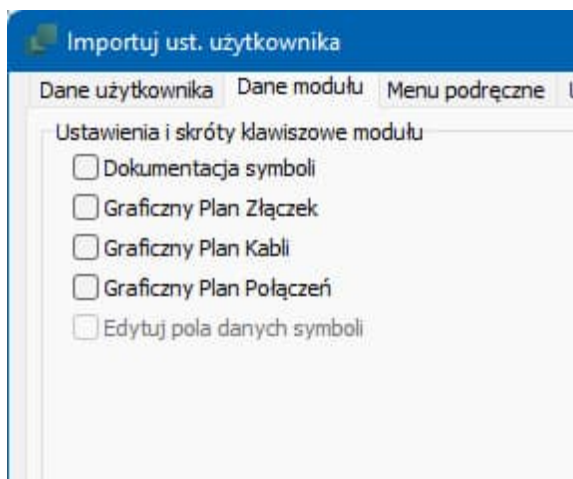 Importuj ust. użytkownika
Dane użytkownika Dane modułu Menu podręczne
Ustawienia i skróty klawiszowe modułu
Dokumentacja symboli
Graficzny Plan Złączek
Graficzny Plan Kabli
Graficzny Plan Połączeń
Edytuj pola danych symboli